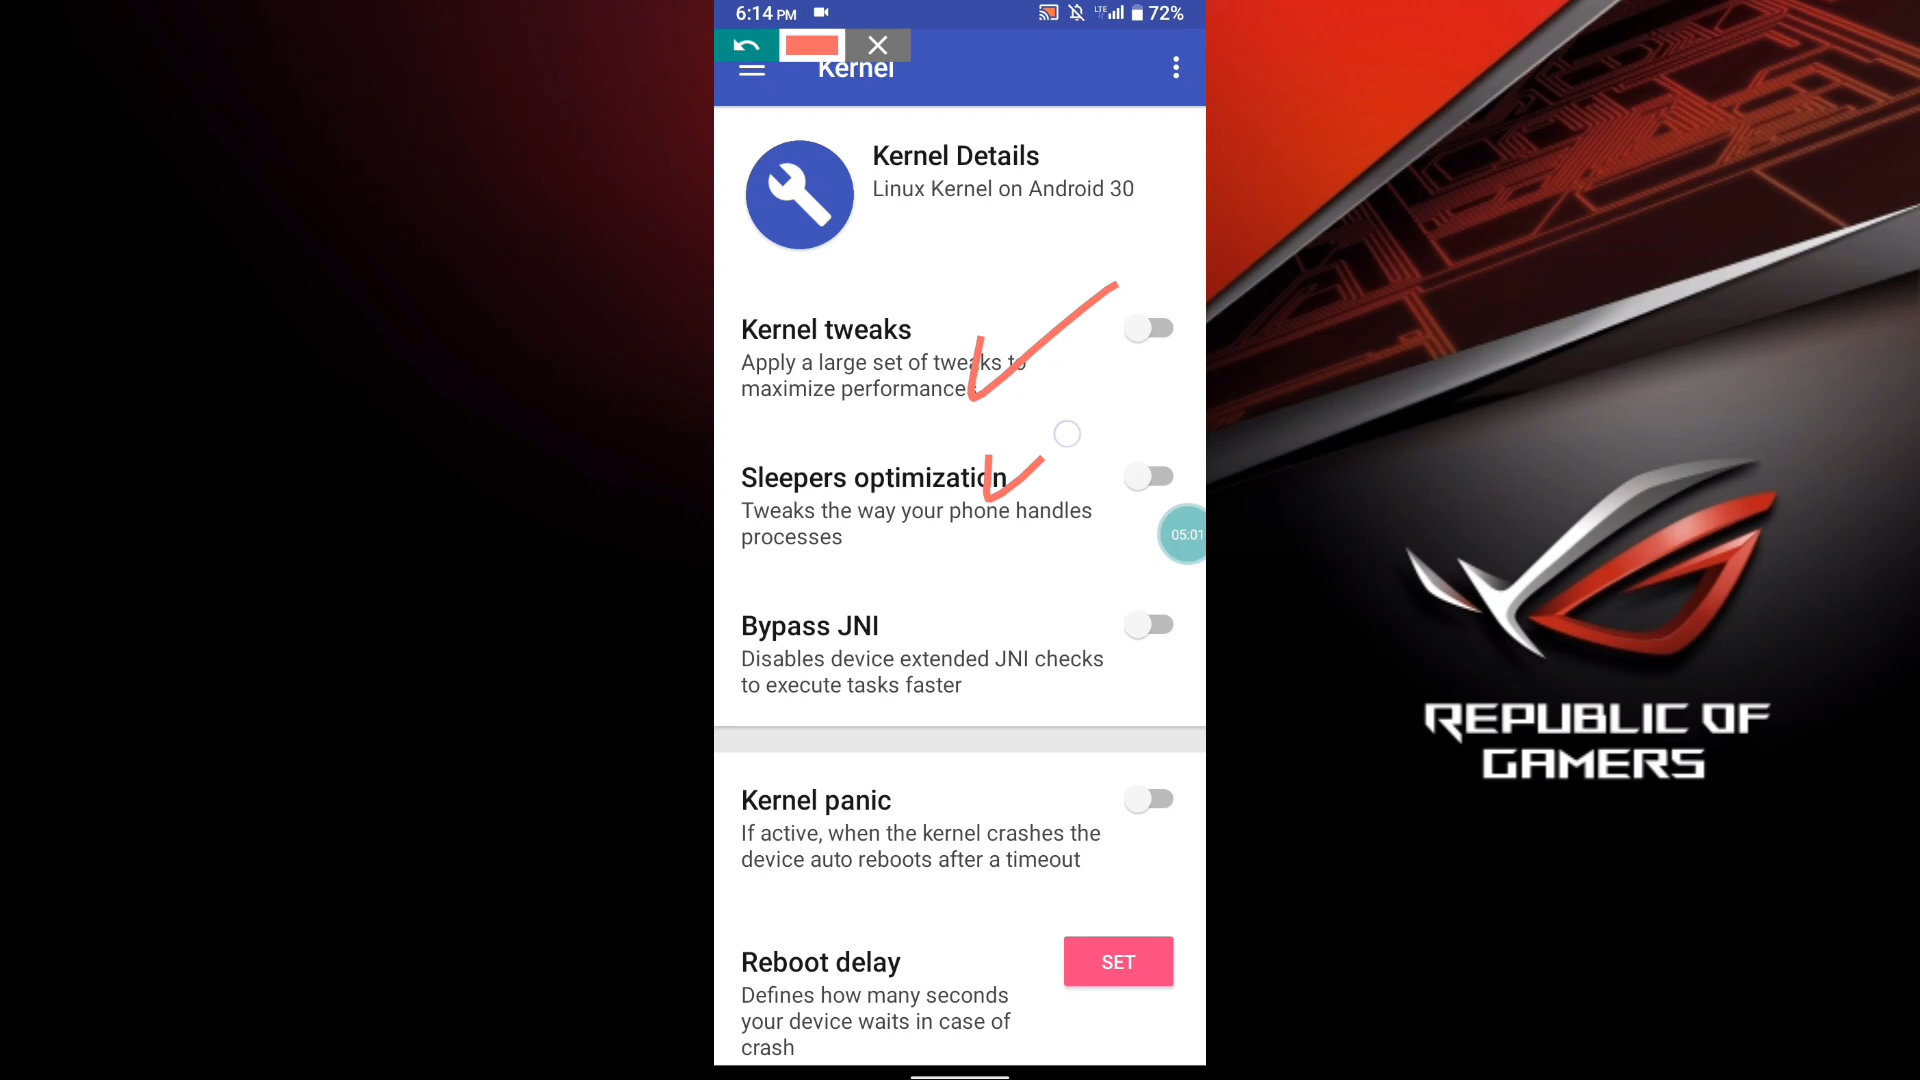 6:14 PM
LTE
72%
Kernel
Kernel Details
Linux Kernel on Android 30
Kernel tweaks
Apply a large set of tweaks to
maximize performances
Sleepers optimization
Tweaks the way your phone handles
processes
05:01
Bypass JNI
Disables device extended JNI checks
to execute tasks faster
Kernel panic
If active, when the kernel crashes the
device auto reboots after a timeout
Reboot delay
SET
Defines how many seconds
your device waits in case of
crash
REPUBLIC OF
GAMERS